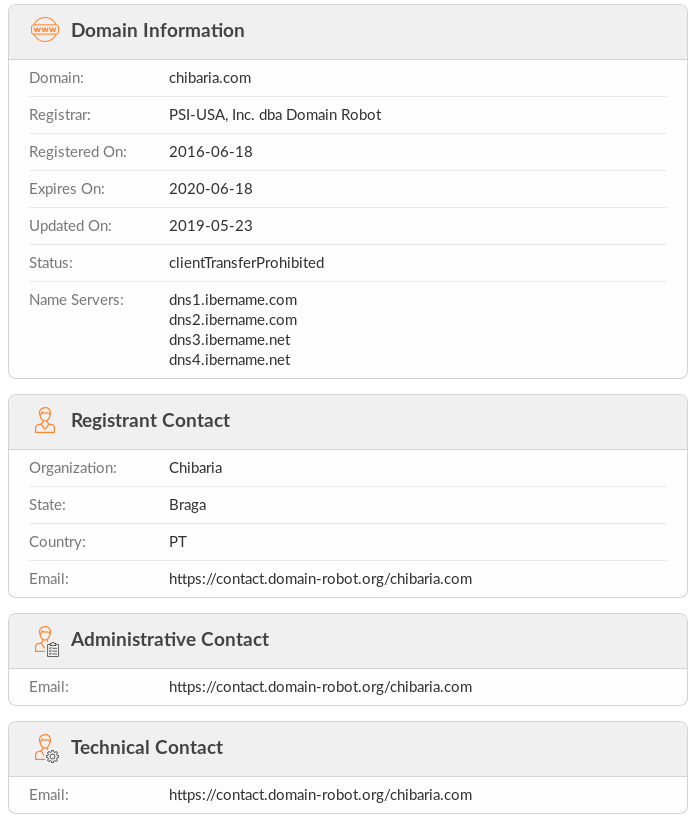 www
Domain Information
Domain: chibaria.com
Registrar: PSI-USA, Inc. dba Domain Robot
Registered On: 2016-06-18
Expires On: 2020-06-18
Updated On: 2019-05-23
Status: clientTransferProhibited
Name Servers: dns1.ibername.com
dns2.ibername.com
dns3.ibername.net
dns4.ibername.net
Registrant Contact
Organization: Chibaria
State: Braga
Country: PT
Email: https://contact.domain-robot.org/chibaria.com
Administrative Contact
Email: https://contact.domain-robot.org/chibaria.com
Technical Contact
Email: https://contact.domain-robot.org/chibaria.com